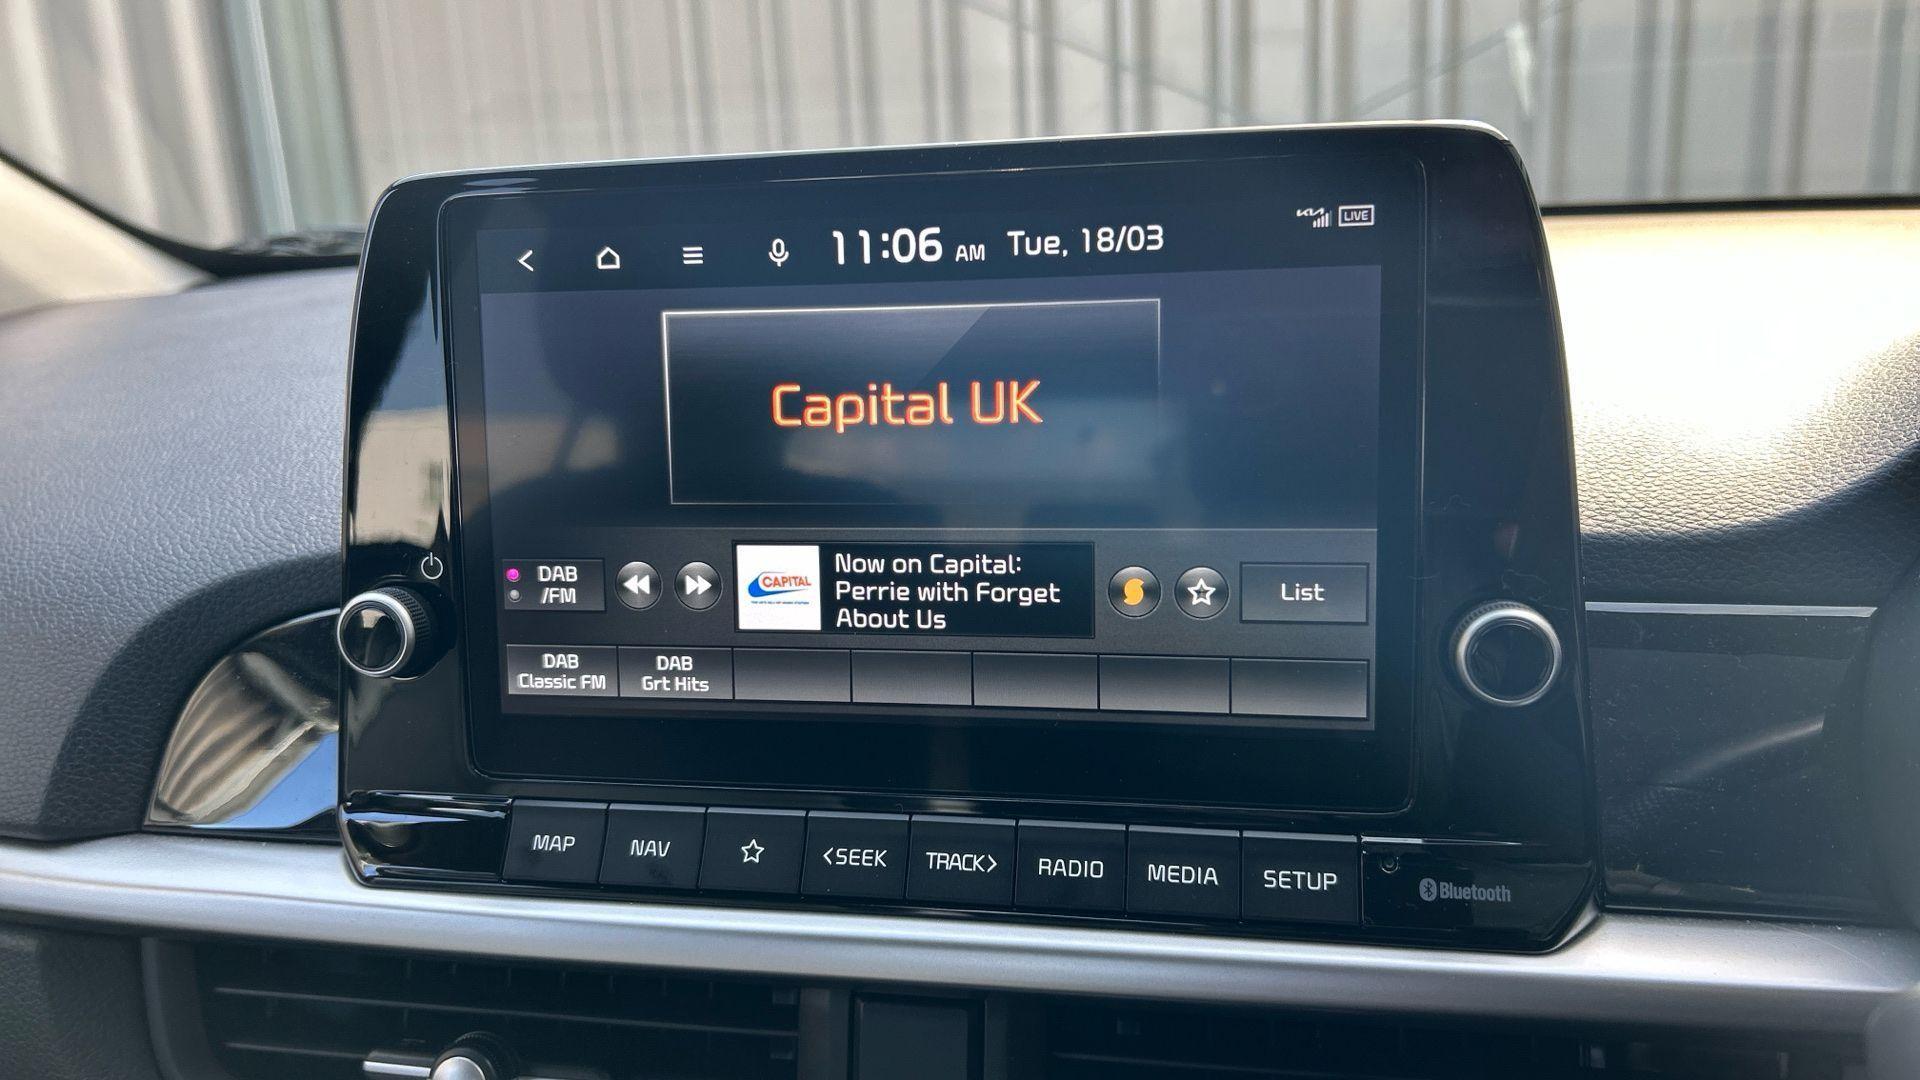 11:06 AM Tue, 18/03
KIA LIVE
Capital UK
DAB
/FM
CAPITAL
Now on Capital:
Perrie with Forget
About Us
List
DAB
Classic FM
DAB
Grt Hits
MAP
NAV
<SEEK
TRACK>
RADIO
MEDIA
SETUP
Bluetooth